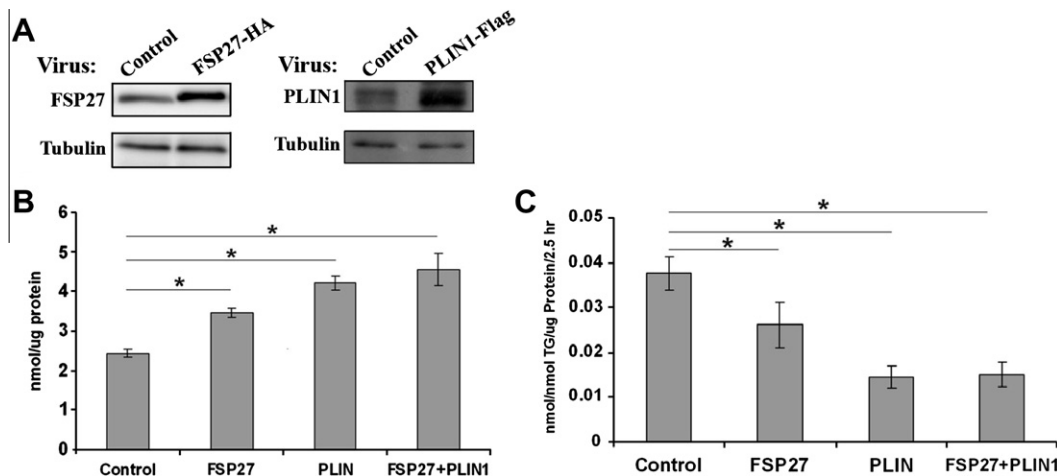 A
Virus: Control FSP27-HA
FSP27
Tubulin
Virus: Control PLIN1-Flag
PLIN1
Tubulin
B
nmol/ug protein
6
5
4
3
2
1
0
*
*
*
Control FSP27 PLIN FSP27+PLIN1
C
nmol/nmol TG/ug Protein/2.5 hr
0.05
0.04
0.03
0.02
0.01
0
*
*
*
Control FSP27 PLIN FSP27+PLIN1